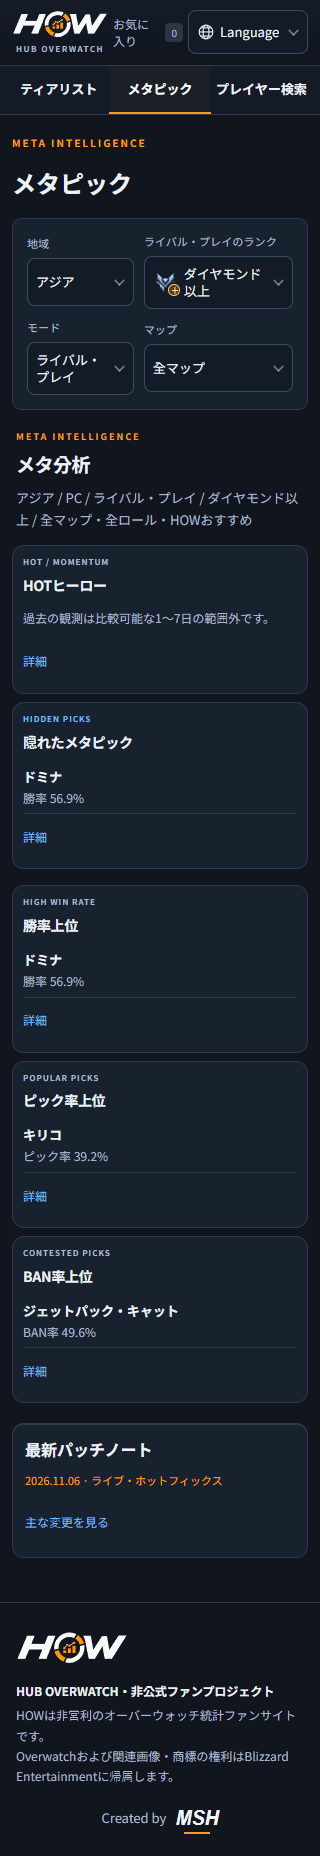 HOW
HUB OVERWATCH
お気に
入り
0
Language
ティアリスト
メタピック
プレイヤー検索
META INTELLIGENCE
メタピック
地域
ライバル・プレイのランク
アジア
ダイヤモンド
以上
モード
マップ
ライバル・
プレイ
全マップ
META INTELLIGENCE
メタ分析
アジア / PC / ライバル・プレイ / ダイヤモンド以
上 / 全マップ・全ロール・HOWおすすめ
HOT / MOMENTUM
HOTヒーロー
過去の観測は比較可能な1〜7日の範囲外です。
詳細
HIDDEN PICKS
隠れたメタピック
ドミナ
勝率 56.9%
詳細
HIGH WIN RATE
勝率上位
ドミナ
勝率 56.9%
詳細
POPULAR PICKS
ピック率上位
キリコ
ピック率 39.2%
詳細
CONTESTED PICKS
BAN率上位
ジェットパック・キャット
BAN率 49.6%
詳細
最新パッチノート
2026.11.06 · ライブ・ホットフィックス
主な変更を見る
HOW
HUB OVERWATCH・非公式ファンプロジェクト
HOWは非営利のオーバーウォッチ統計ファンサイト
です。
Overwatchおよび関連画像・商標の権利はBlizzard
Entertainmentに帰属します。
Created by MSH